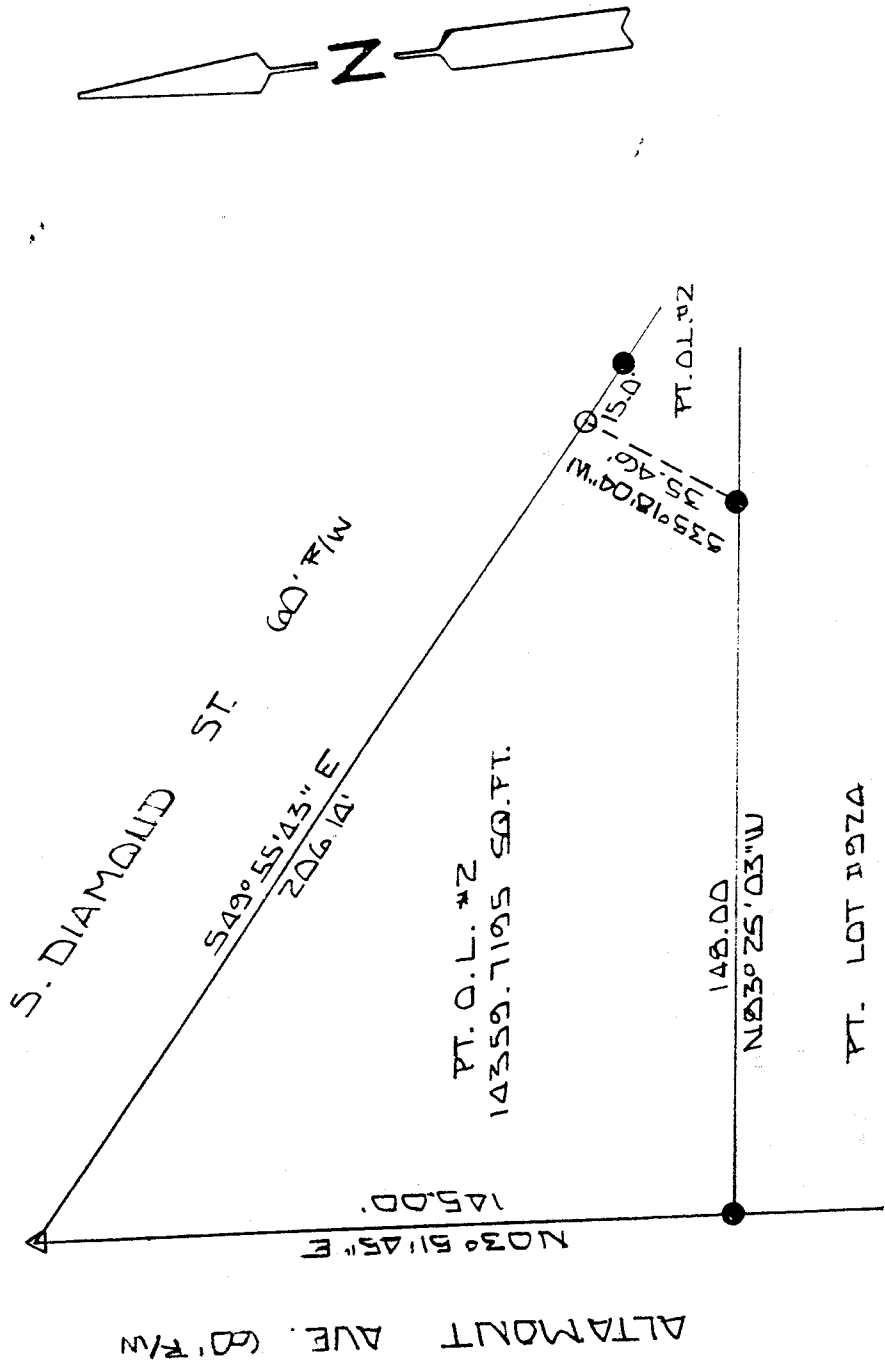 N
S. DIAMOND ST. 60' R/W
S49° 55'43" E
206.14'
15.0'
PT. O.L. #2
S35°18'04"W
35.46'
PT. O.L. #2
14359.7195 SQ.FT.
148.00
N83° 25'03"W
PT. LOT #924
145.00'
N03° 51'45" E
ALTAMONT AVE. 60' R/W